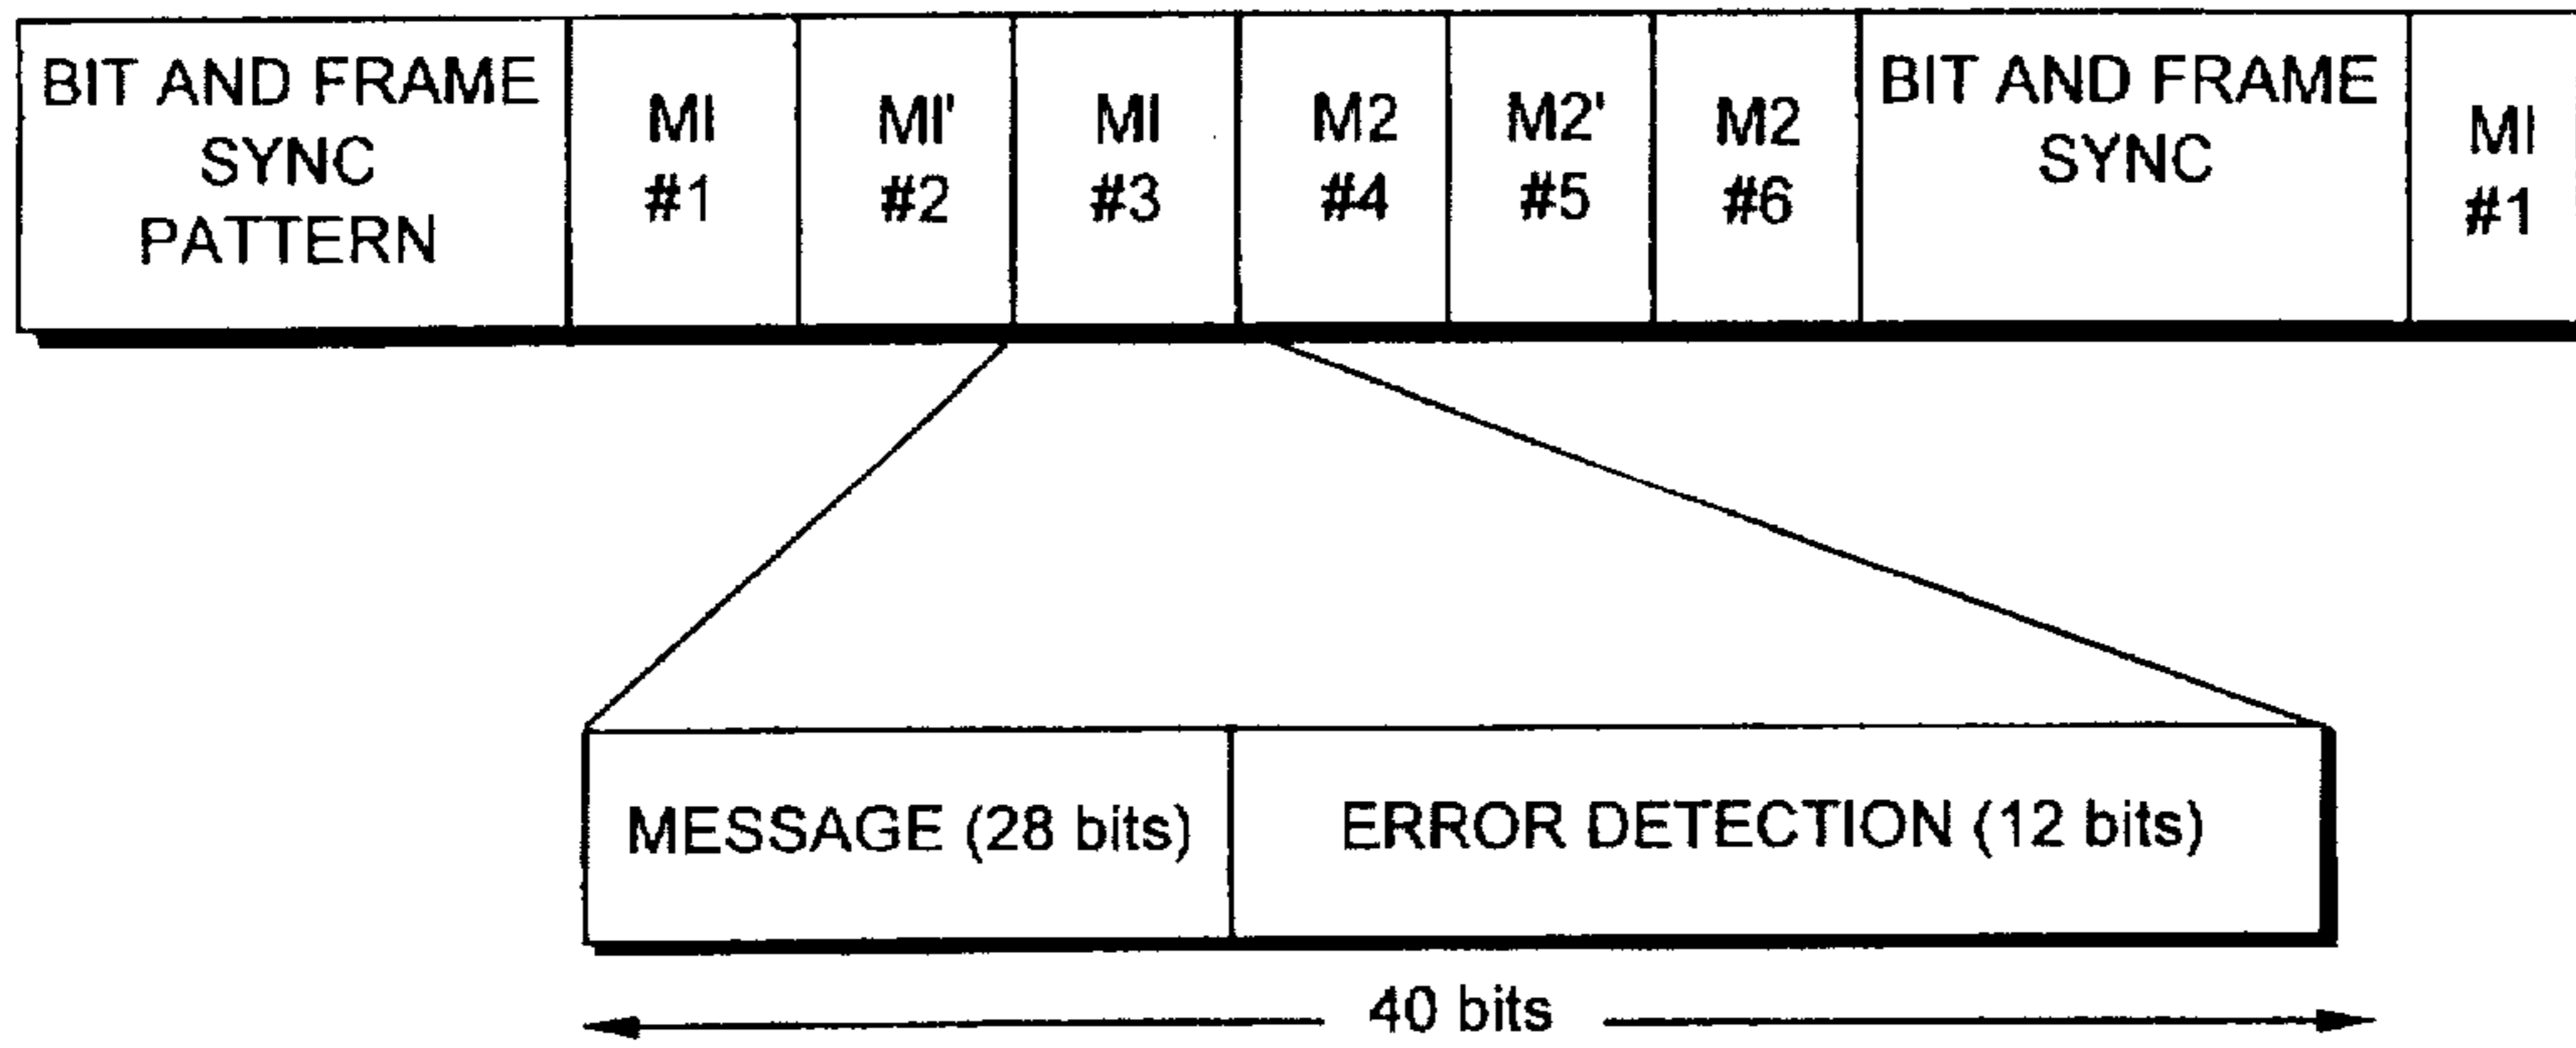 BIT AND FRAME
SYNC
PATTERN
MI
#1
MI'
#2
MI
#3
M2
#4
M2'
#5
M2
#6
BIT AND FRAME
SYNC
MI
#1
MESSAGE (28 bits)
ERROR DETECTION (12 bits)
40 bits